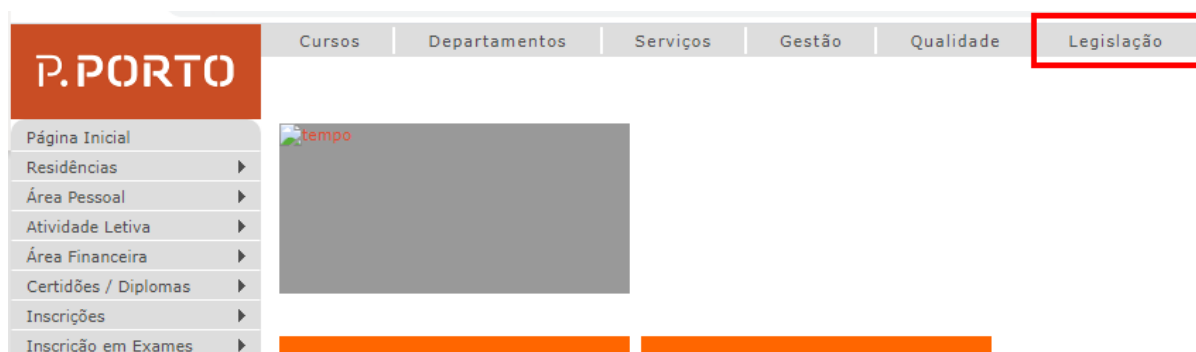 Cursos
Departamentos
Serviços
Gestão
Qualidade
Legislação
P.PORTO
Página Inicial
Residências
Área Pessoal
Atividade Letiva
Área Financeira
Certidões / Diplomas
Inscrições
Inscrição em Exames
tempo